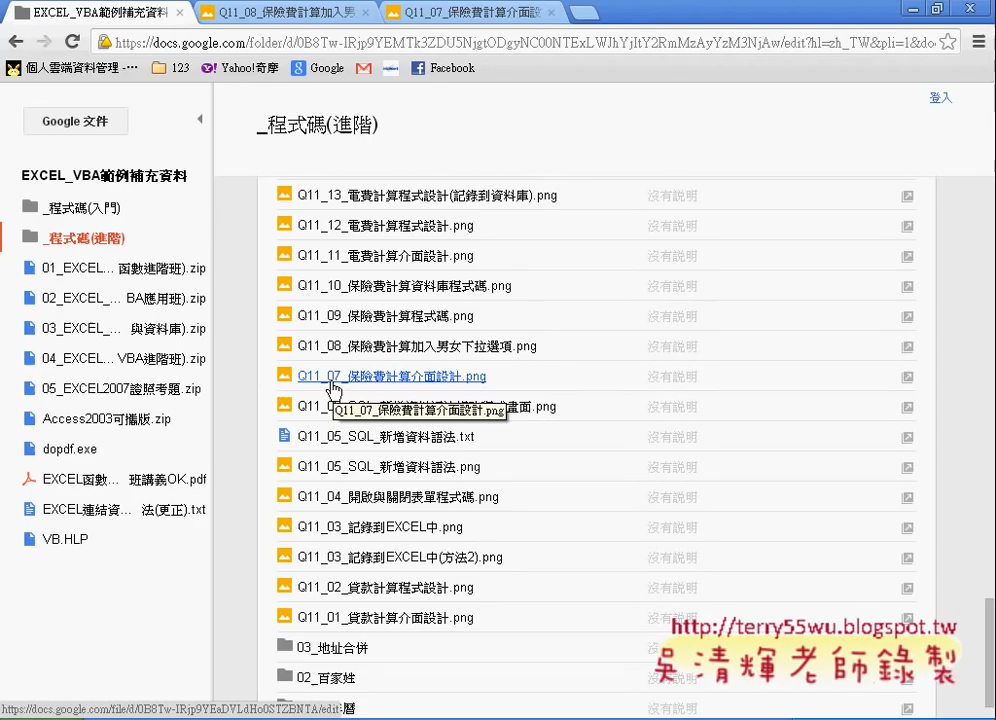 EXCEL_VBA範例補充資料
Q11_08_保險費計算加入男
Q11_07_保險費計算介面設
https://docs.google.com/folder/d/0B8Tw-IRjp9YEMTk3ZDU5NjgtODgyNC00NTExLWJhYjItY2RmMzAyYzM3NjAw/edit?hl=zh_TW&pli=1&do
個人雲端資料管理 -···
123
Yahoo!奇摩
Google
Facebook
登入
Google 文件
_程式碼(進階)
EXCEL_VBA範例補充資料
_程式碼(入門)
_程式碼(進階)
01_EXCEL... 函數進階班).zip
02_EXCEL_... BA應用班).zip
03_EXCEL_... 與資料庫).zip
04_EXCEL... VBA進階班).zip
05_EXCEL2007證照考題.zip
Access2003可攜版.zip
dopdf.exe
EXCEL函數... 班講義OK.pdf
EXCEL連結資... 法(更正).txt
VB.HLP
Q11_13_電費計算程式設計(記錄到資料庫).png 沒有說明
Q11_12_電費計算程式設計.png 沒有說明
Q11_11_電費計算介面設計.png 沒有說明
Q11_10_保險費計算資料庫程式碼.png 沒有說明
Q11_09_保險費計算程式碼.png 沒有說明
Q11_08_保險費計算加入男女下拉選項.png 沒有說明
Q11_07_保險費計算介面設計.png 沒有說明
Q11_0 畫面.png 沒有說明
Q11_07_保險費計算介面設計.png
Q11_05_SQL_新增資料語法.txt 沒有說明
Q11_05_SQL_新增資料語法.png 沒有說明
Q11_04_開啟與關閉表單程式碼.png 沒有說明
Q11_03_記錄到EXCEL中.png 沒有說明
Q11_03_記錄到EXCEL中(方法2).png 沒有說明
Q11_02_貸款計算程式設計.png 沒有說明
Q11_01_貸款計算介面設計.png 沒有說明
03_地址合併
02_百家姓 沒有說明
曆 沒有說明
http://terry55wu.blogspot.tw
吳清輝老師錄製
https://docs.google.com/file/d/0B8Tw-IRjp9YEaDVLdHo0STZBNTA/edit